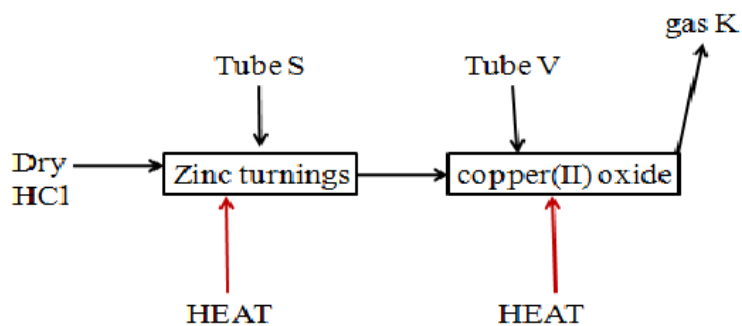 gas K
Tube S
Tube V
Dry
HCl
Zinc turnings
copper(II) oxide
HEAT
HEAT